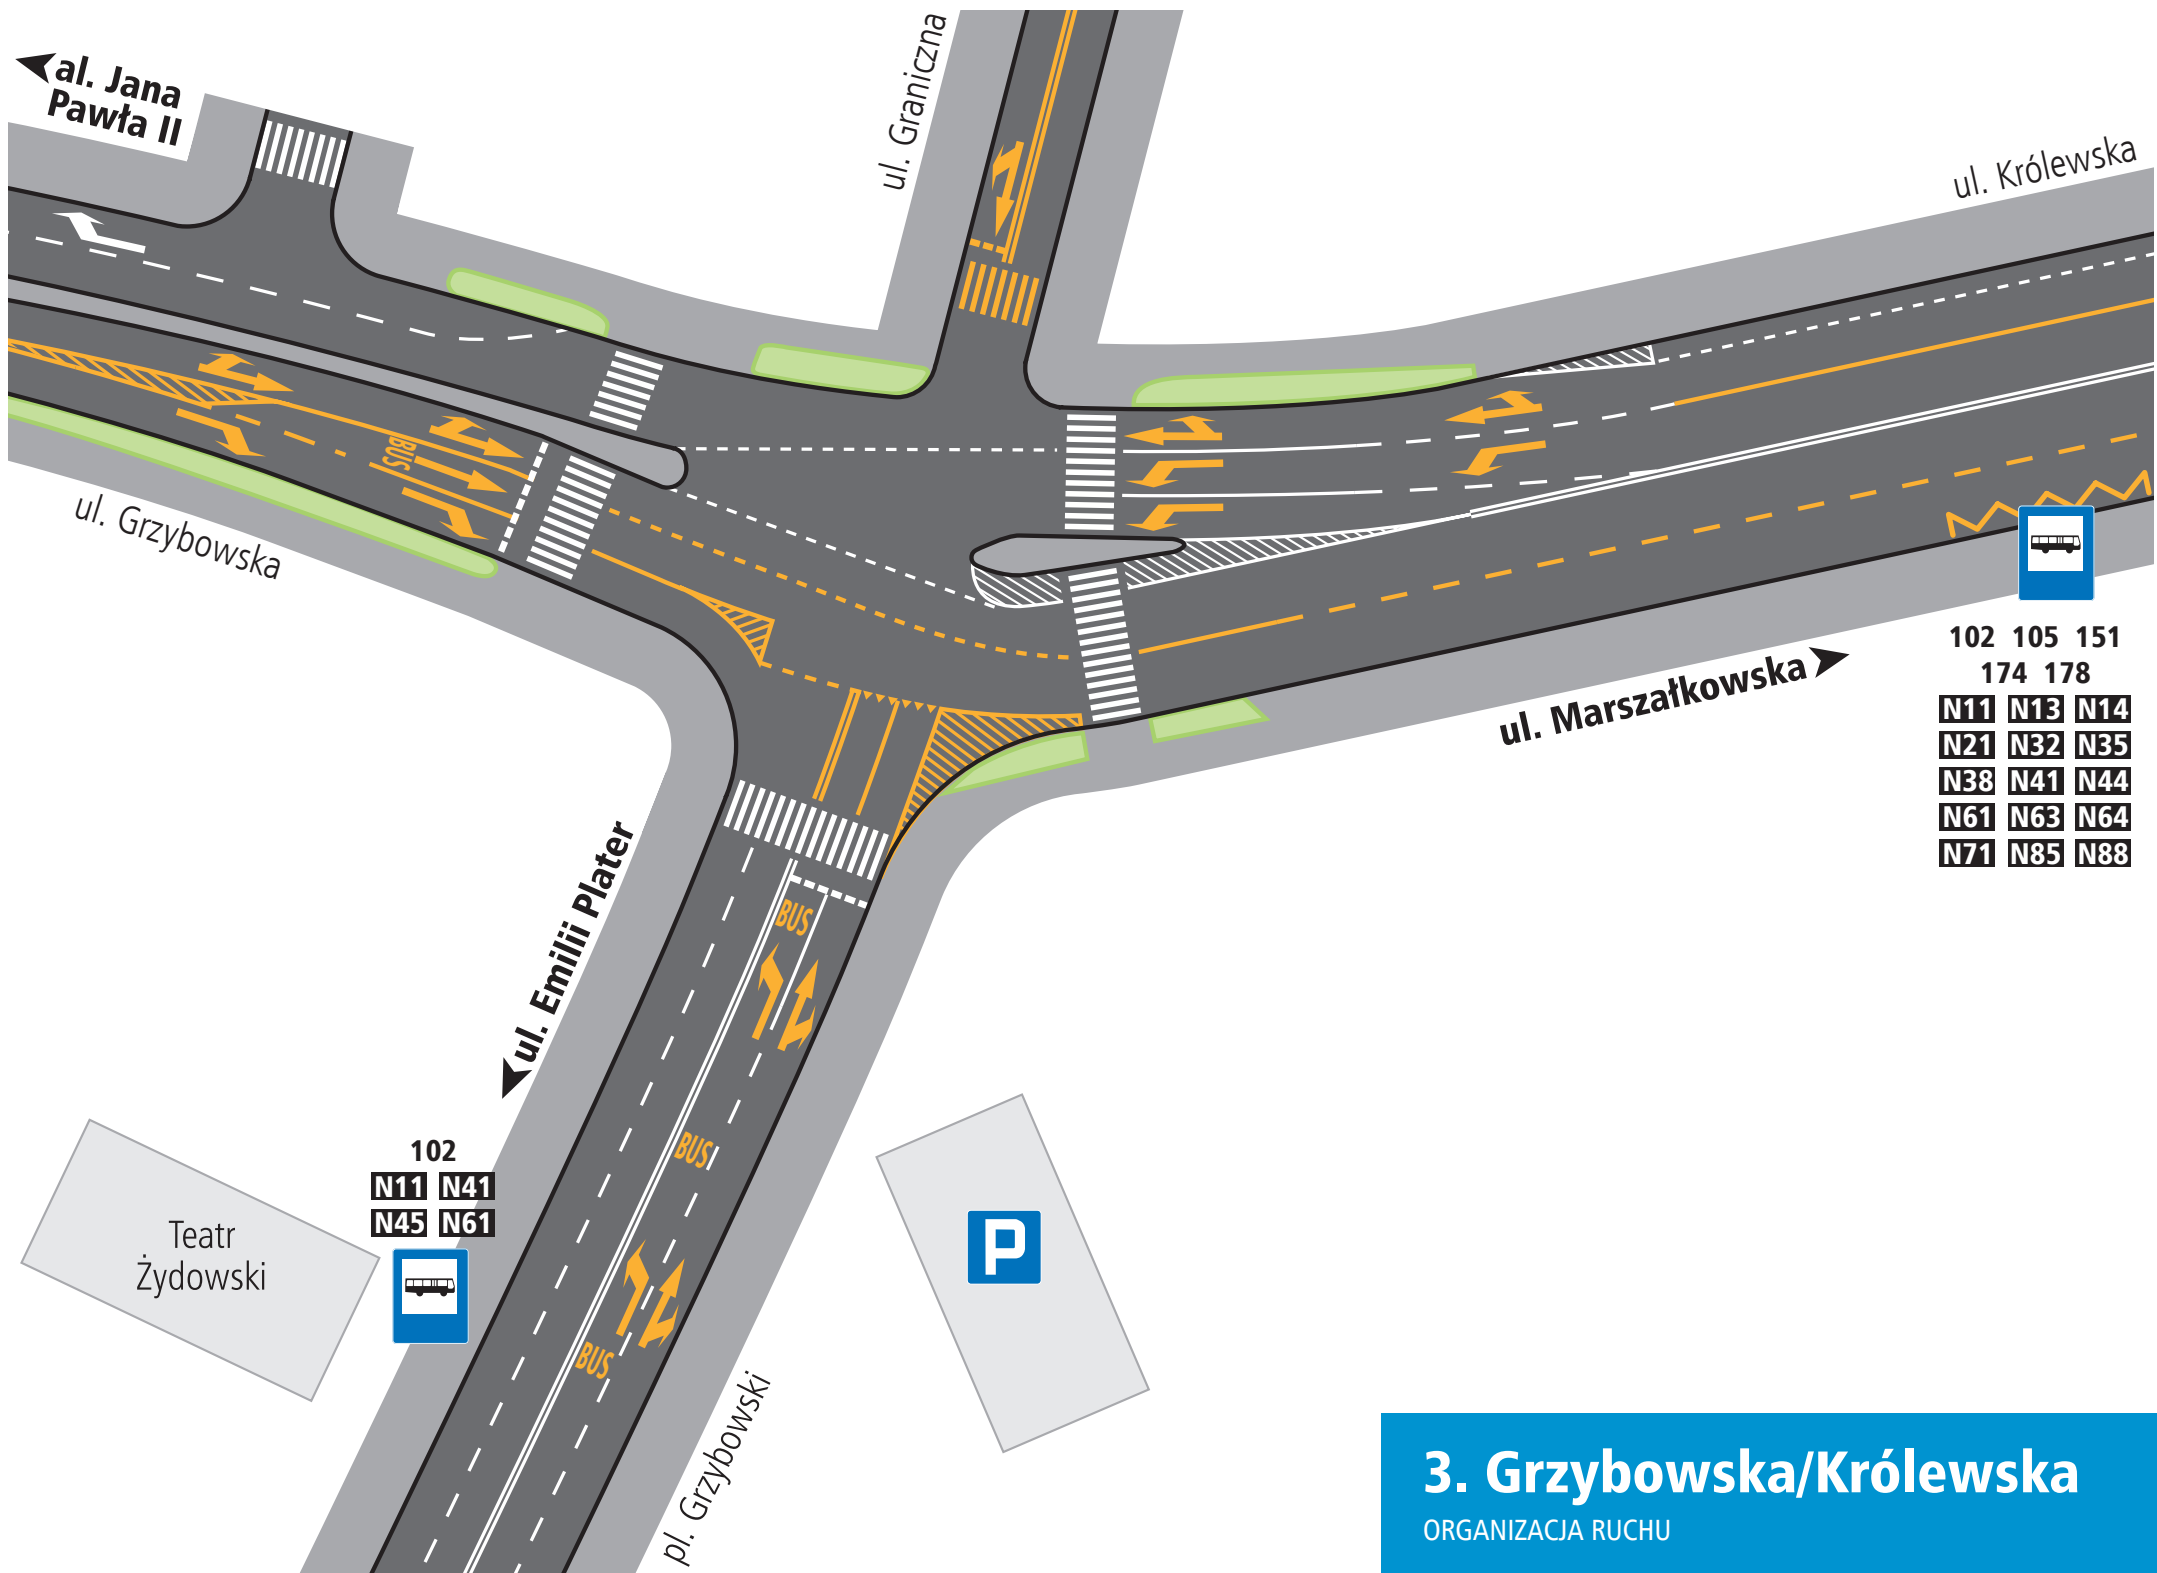 al. Jana
Pawła II
ul. Graniczna
ul. Królewska
BUS
ul. Grzybowska
102 105 151
174 178
N11 N13 N14
N21 N32 N35
N38 N41 N44
N61 N63 N64
N71 N85 N88
ul. Marszałkowska
ul. Emilii Plater
BUS
BUS
BUS
102
N11 N41
N45 N61
Teatr
Żydowski
P
pl. Grzybowski
3. Grzybowska/Królewska
ORGANIZACJA RUCHU